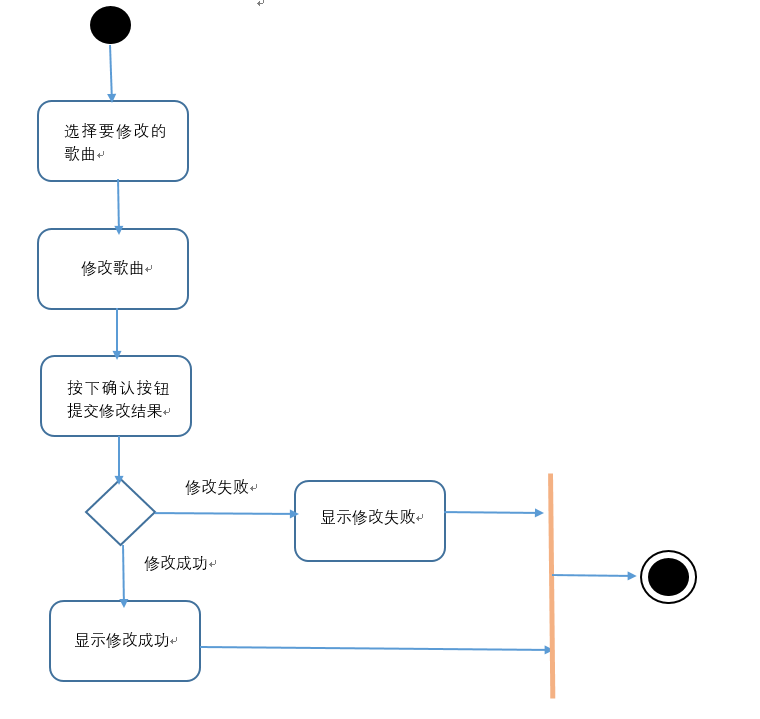 选择要修改的
歌曲
修改歌曲
按下确认按钮
提交修改结果
修改失败
显示修改失败
修改成功
显示修改成功